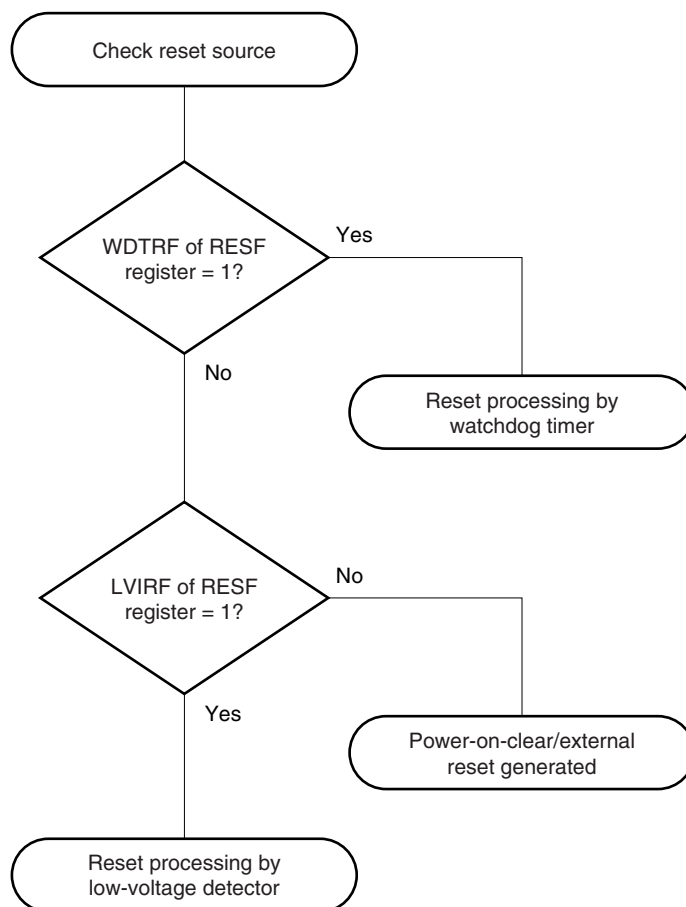 Check reset source
WDTRF of RESF
register = 1?
Yes
No
Reset processing by
watchdog timer
LVIRF of RESF
register = 1?
No
Yes
Power-on-clear/external
reset generated
Reset processing by
low-voltage detector